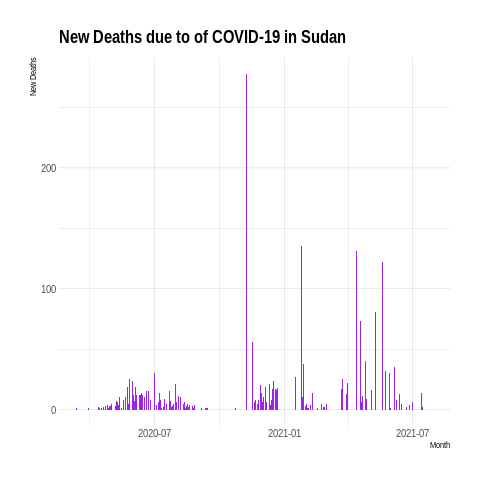 New Deaths due to of COVID-19 in Sudan
New Deaths
200
100
0
2020-07
2021-01
2021-07
Month